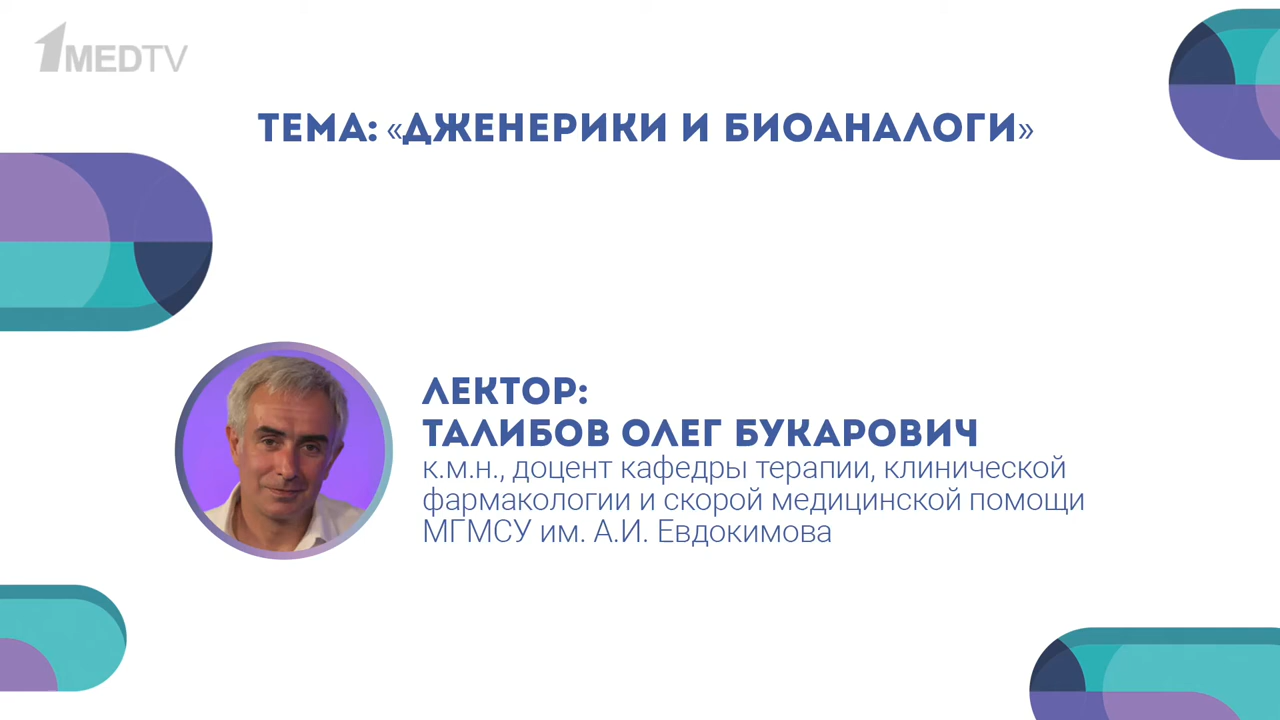 1MEDTV
ТЕМА: «ДЖЕНЕРИКИ И БИОАНАЛОГИ»
ЛЕКТОР:
ТАЛИБОВ ОЛЕГ БУКАРОВИЧ
к.м.н., доцент кафедры терапии, клинической
фармакологии и скорой медицинской помощи
МГМСУ им. А.И. Евдокимова